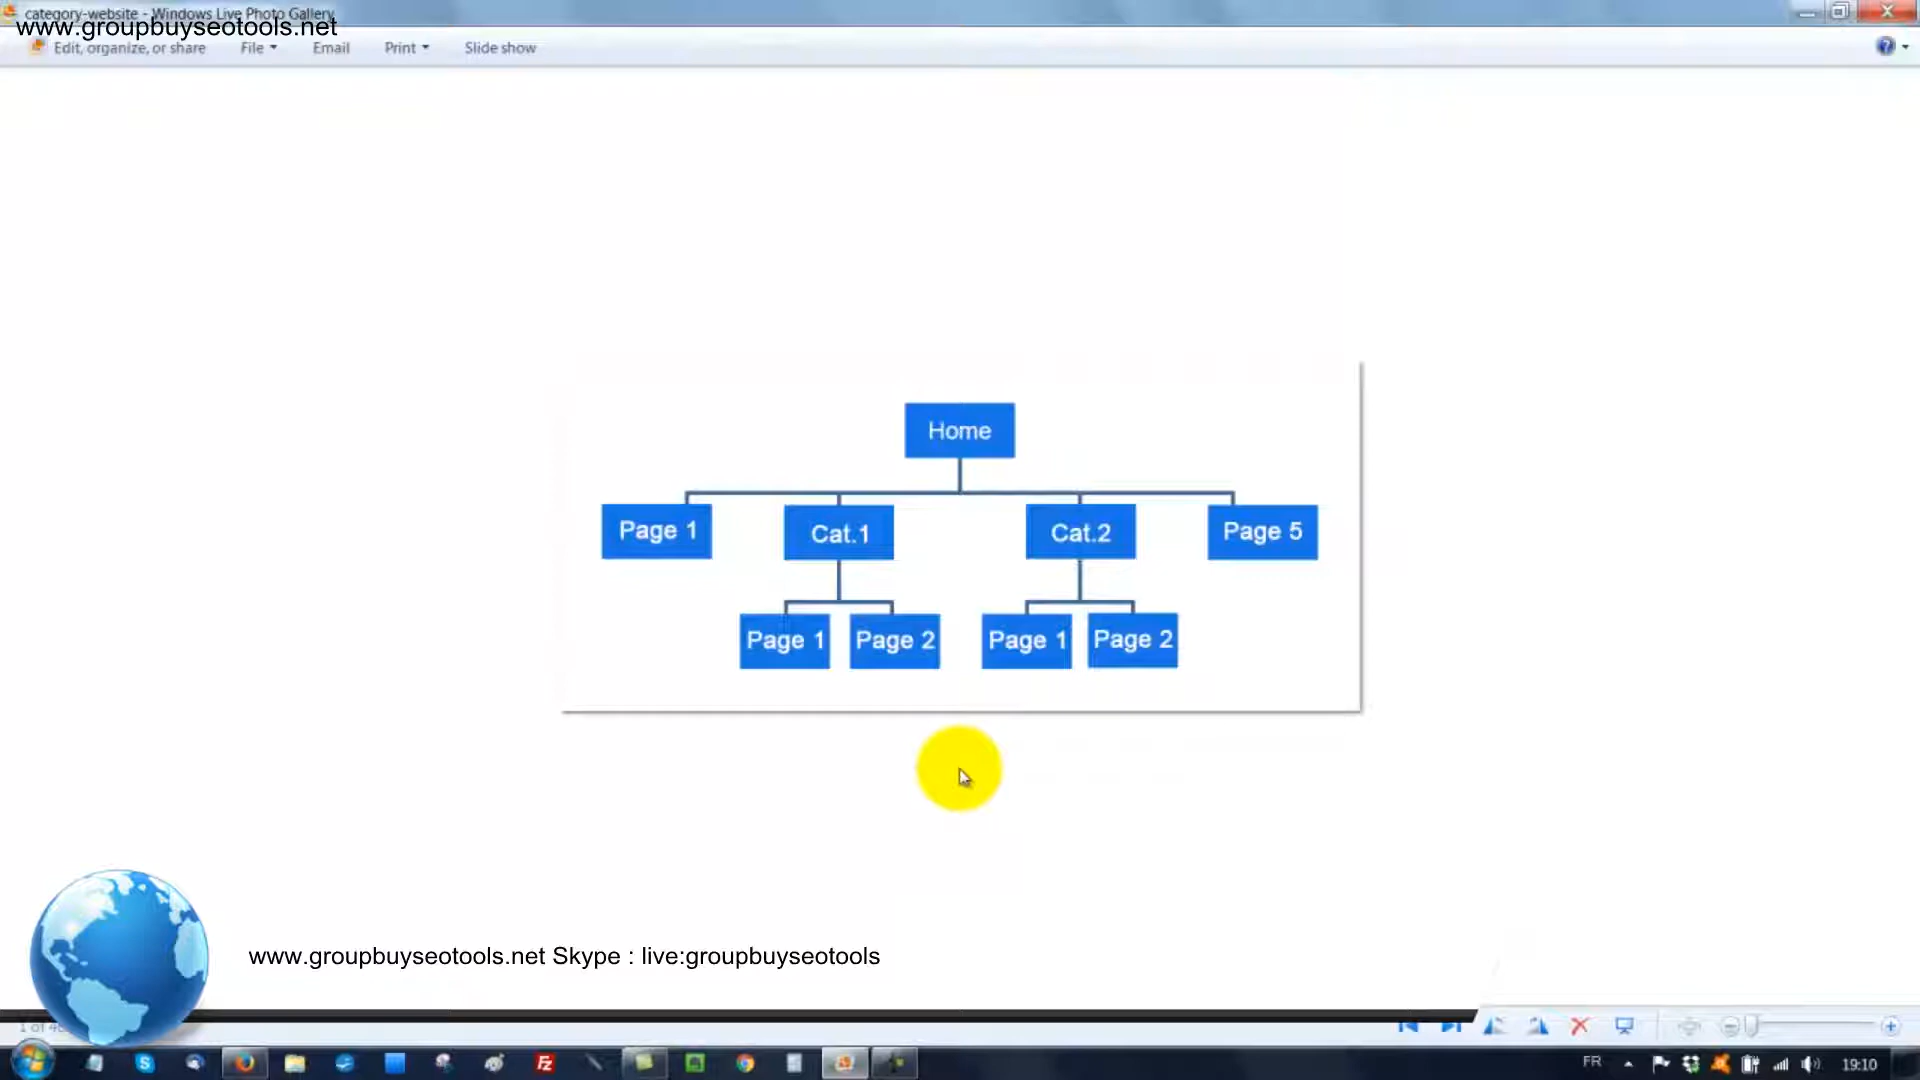 category-website - Windows Live Photo Gallery
www.groupbuyseotools.net
Edit, organize, or share File Email Print Slide show
Home
Page 1 Cat.1 Cat.2 Page 5
Page 1 Page 2 Page 1 Page 2
www.groupbuyseotools.net Skype : live:groupbuyseotools
1 of
FR 19:10